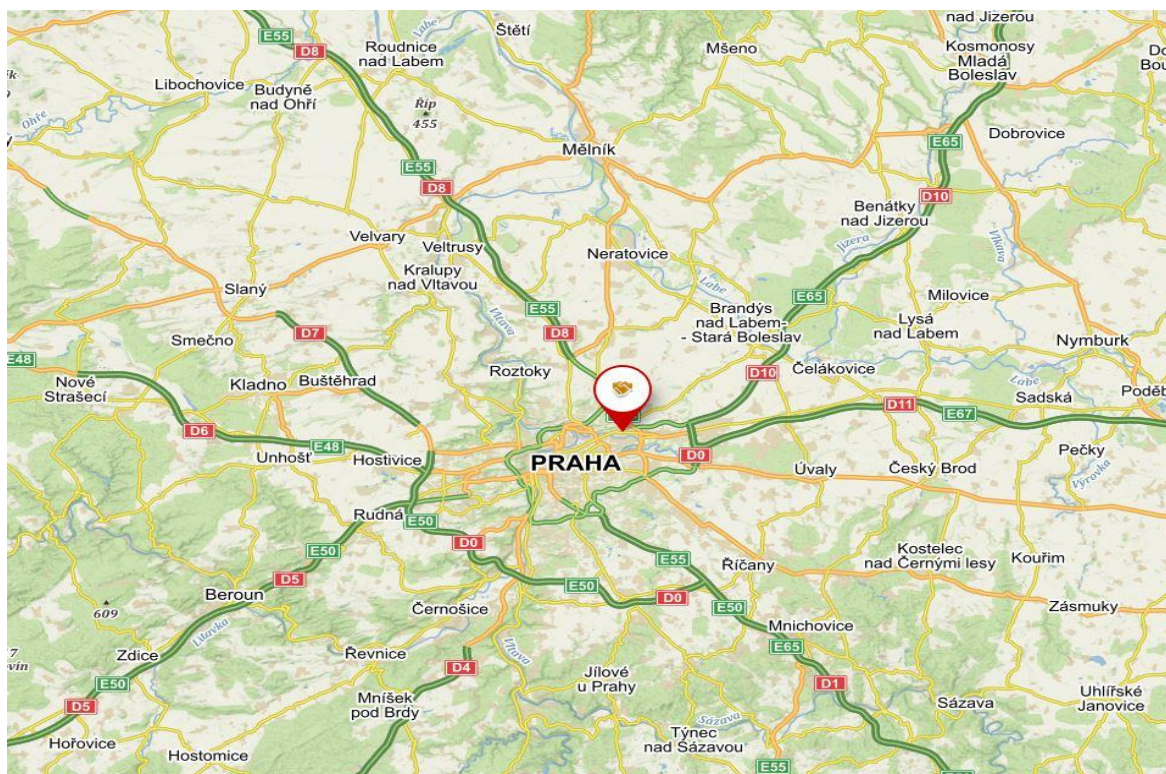 nad Jizerou
E55
D8
Roudnice
nad Labem
Labe
Štětí
Mšeno
Kosmonosy
Mladá
Boleslav
Libochovice
Budyně
nad Ohří
Ohře
Říp
455
Mělník
E65
Dobrovice
E55
D8
D10
Benátky
nad Jizerou
Velvary
Veltrusy
Jizera
Vlkava
Neratovice
Kralupy
nad Vltavou
Labe
Slaný
E65
Milovice
E55
Vltava
Brandýs
nad Labem-
- Stará Boleslav
Lysá
nad Labem
D7
D8
Smečno
Nymburk
E48
Nové
Strašecí
Kladno
Buštěhrad
Roztoky
D10
Čelákovice
Labe
Sadská
D11
E67
D6
E48
Unhošť
Hostivice
PRAHA
D0
Úvaly
Český Brod
Pečky
Výrovka
Rudná
E50
D0
E50
D5
E55
Říčany
Kostelec
nad Černými lesy
Kouřim
Beroun
E50
D0
E50
609
Černošice
Zásmuky
Litavka
Mnichovice
Vltava
E65
Zdice
Řevnice
D4
Jílové
u Prahy
D1
E50
D5
Mníšek
pod Brdy
Sázava
Uhlířské
Janovice
Sázava
Týnec
nad Sázavou
Hořovice
Hostomice
E55
E50